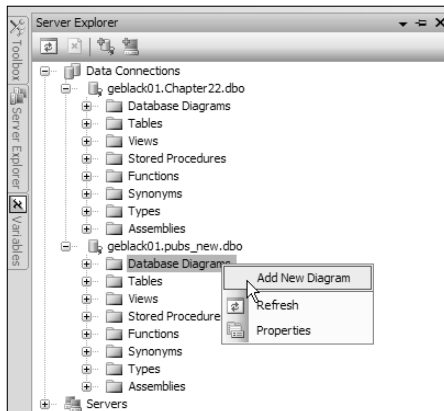 Server Explorer
Toolbox
Server Explorer
Variables
Data Connections
geblack01.Chapter22.dbo
Database Diagrams
Tables
Views
Stored Procedures
Functions
Synonyms
Types
Assemblies
geblack01.pubs_new.dbo
Database Diagrams
Tables
Views
Stored Procedure
Functions
Synonyms
Types
Assemblies
Servers
Add New Diagram
Refresh
Properties